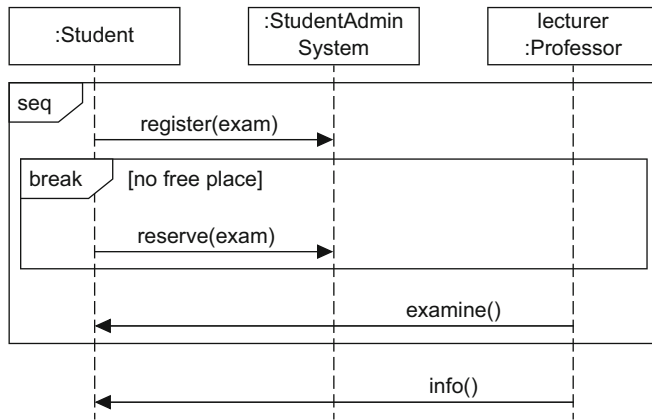 :Student
:StudentAdmin
System
lecturer
:Professor
seq
register(exam)
break
[no free place]
reserve(exam)
examine()
info()